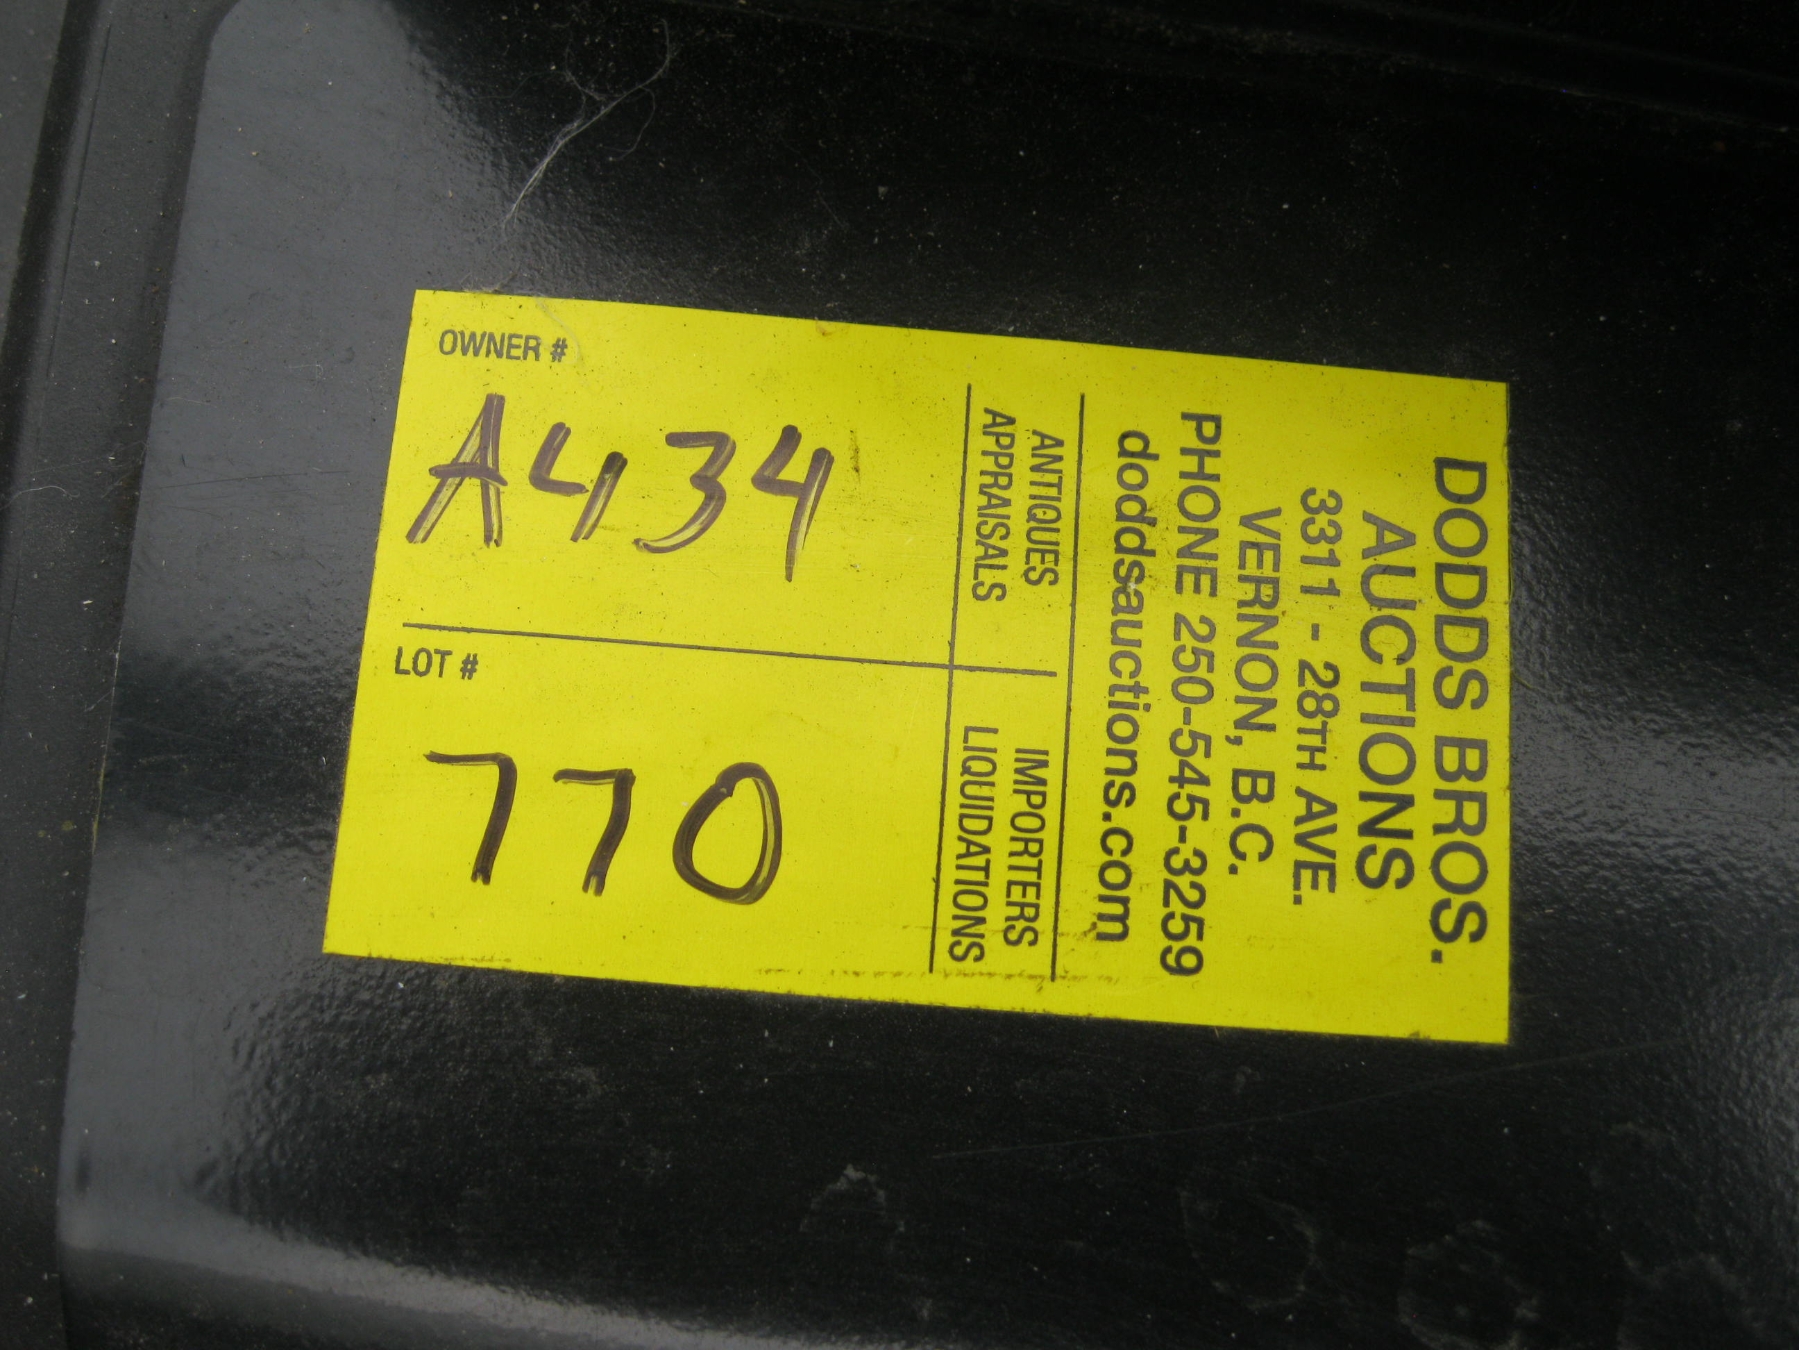 DODDS BROS.
AUCTIONS
3311 - 28TH AVE.
VERNON, B.C.
PHONE 250-545-3259
doddsauctions.com
ANTIQUES
APPRAISALS
IMPORTERS
LIQUIDATIONS
OWNER #
A434
LOT #
770